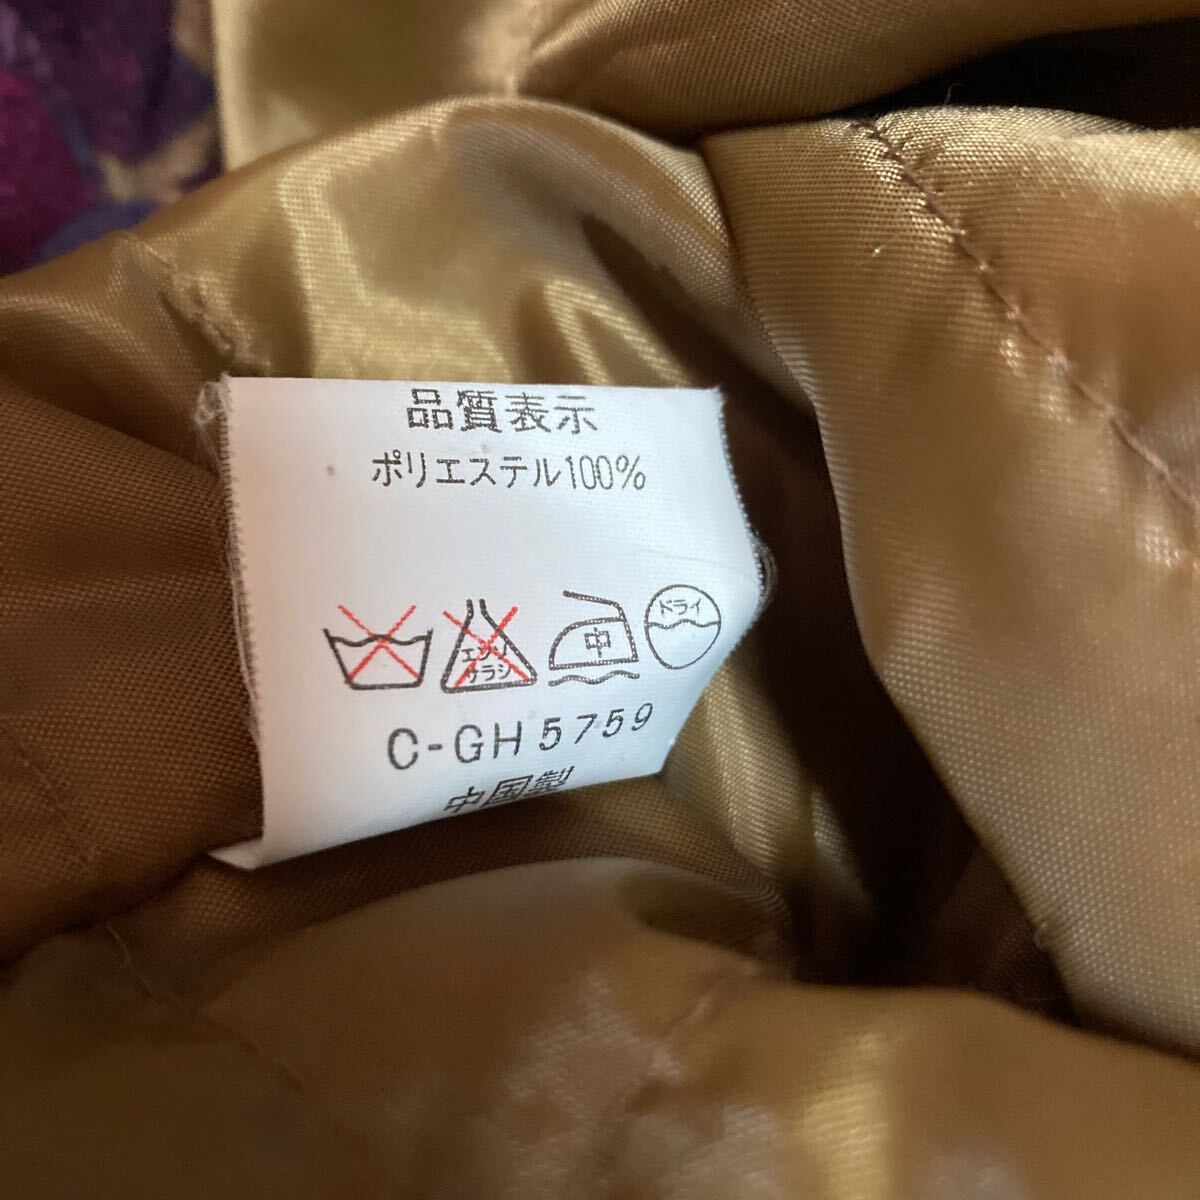 品質表示
ポリエステル100%
エンソ
サラシ
中
ドライ
C-GH5759
中国製